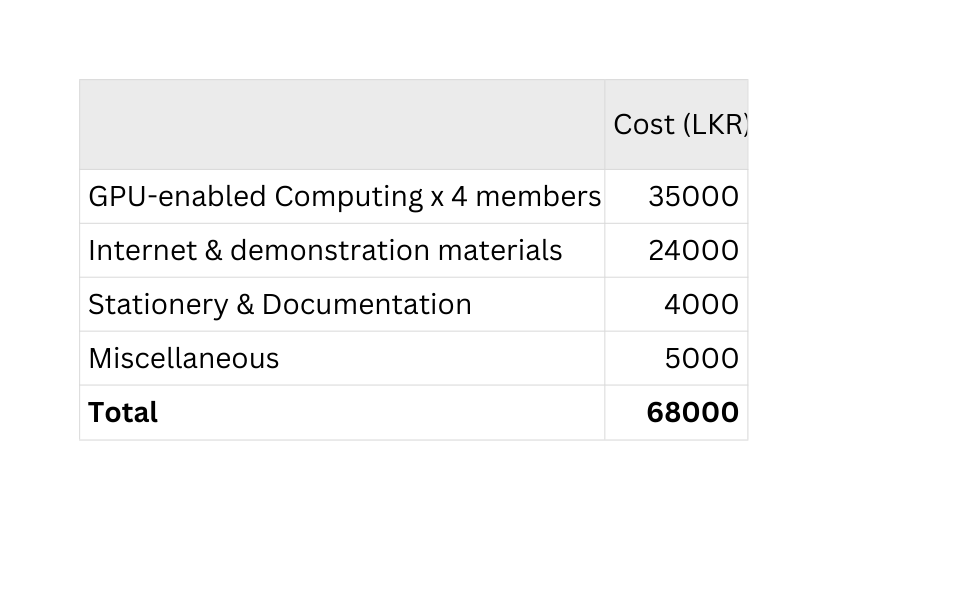 Cost (LKR)
GPU-enabled Computing x 4 members 35000
Internet & demonstration materials 24000
Stationery & Documentation 4000
Miscellaneous 5000
Total 68000